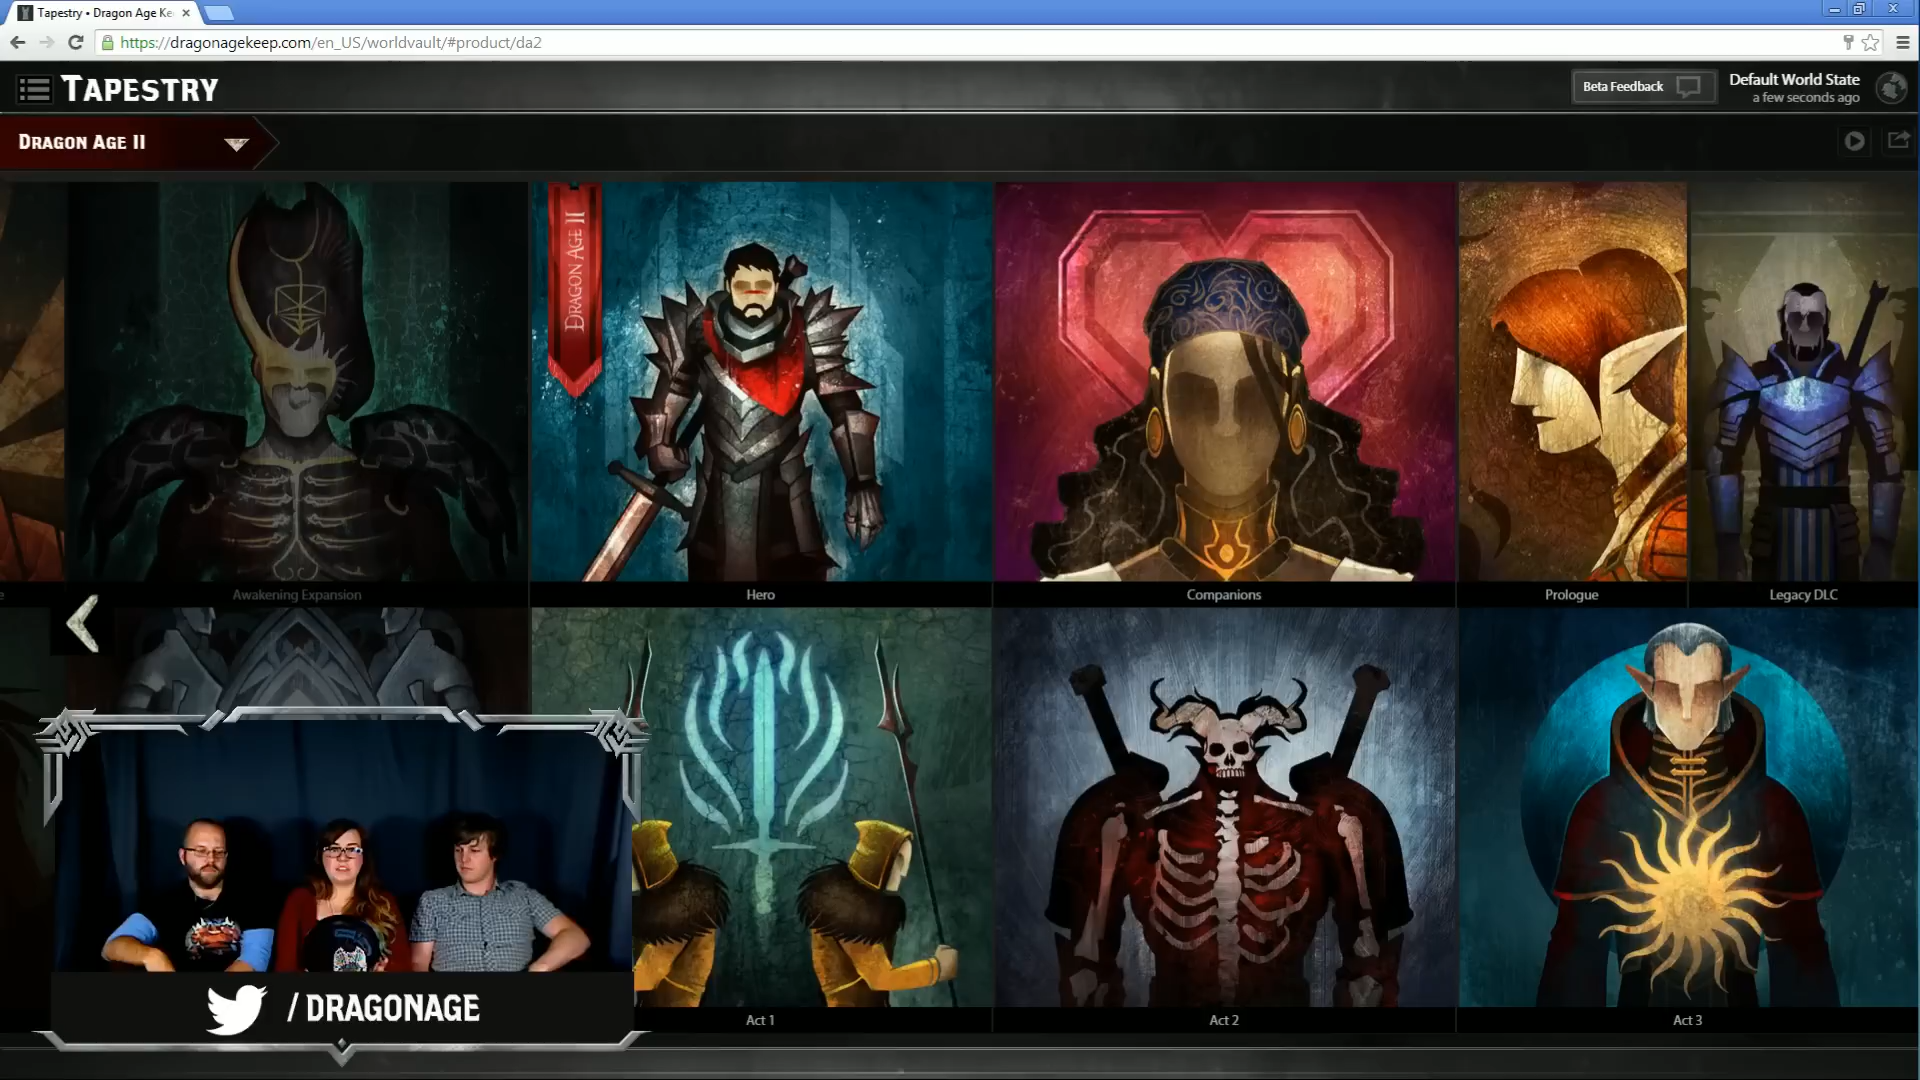 Tapestry • Dragon Age Ke
https://dragonagekeep.com/en_US/worldvault/#product/da2
TAPESTRY
Beta Feedback
Default World State
a few seconds ago
DRAGON AGE II
DRAGON AGE II
e
Awakening Expansion
Hero
Companions
Prologue
Legacy DLC
Act 1
Act 2
Act 3
/ DRAGONAGE